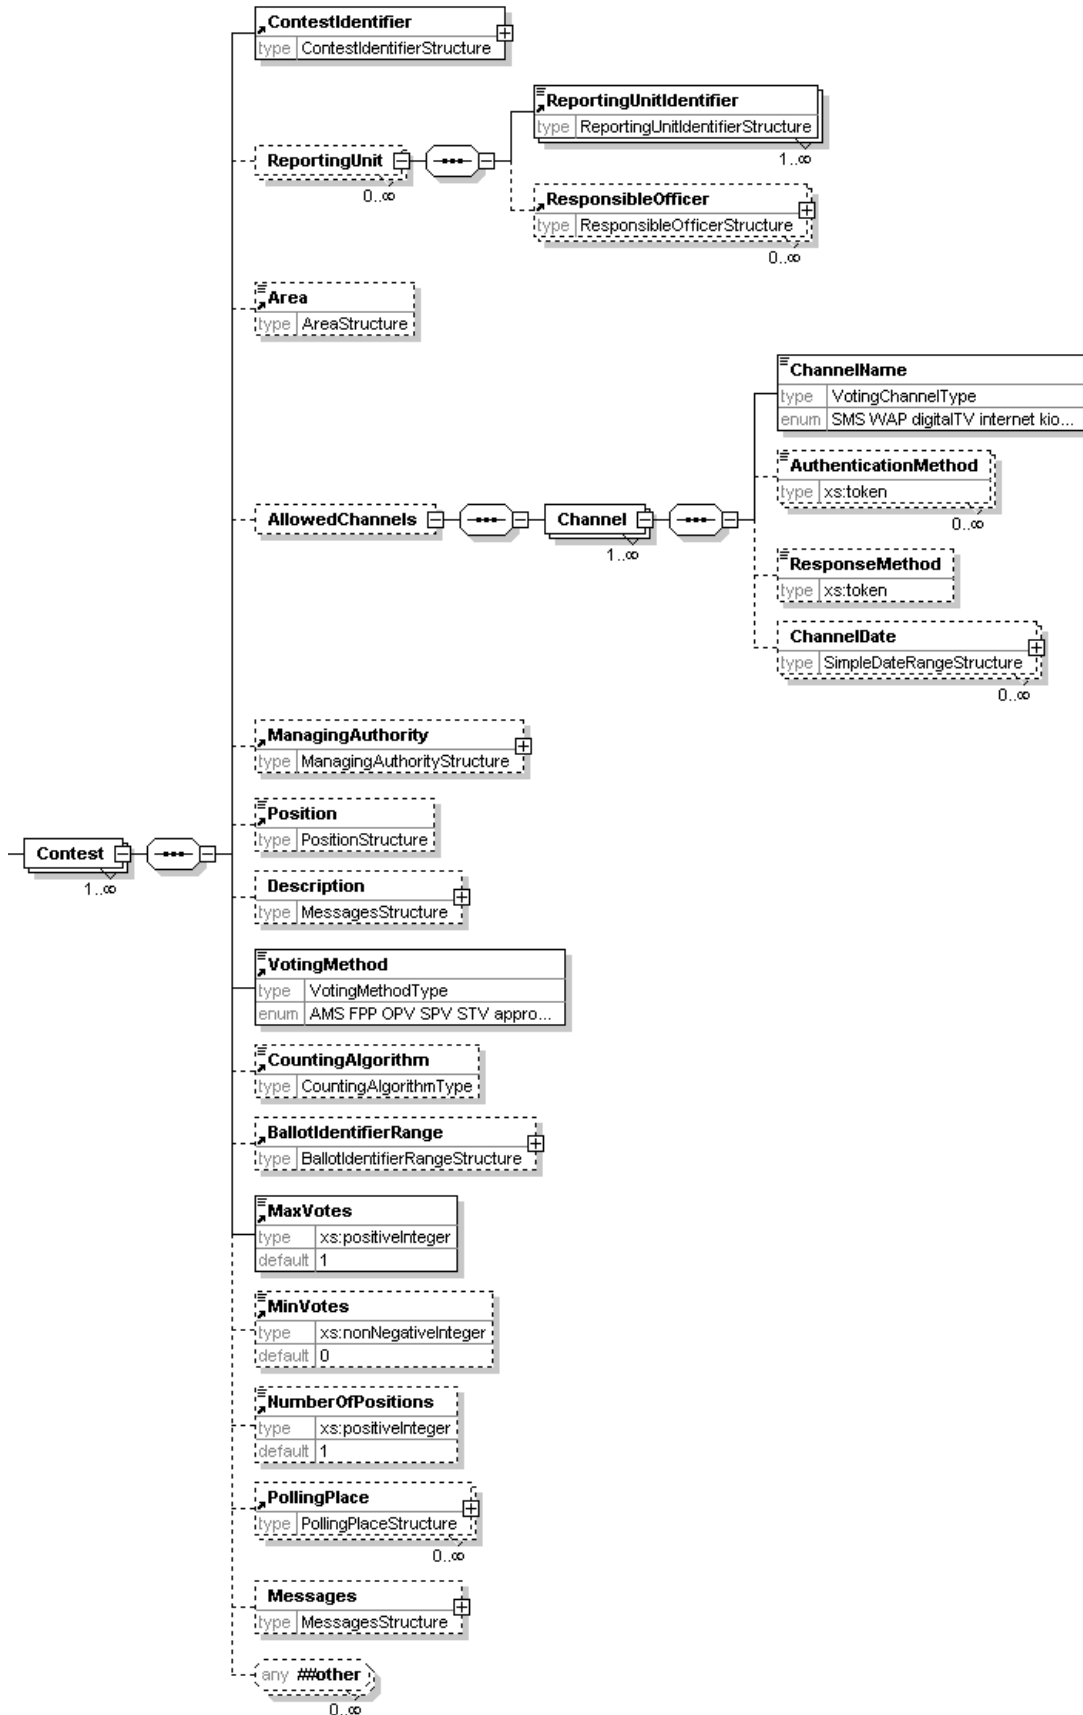 ContestIdentifier
type ContestIdentifierStructure
ReportingUnitIdentifier
type ReportingUnitIdentifierStructure
1..∞
ReportingUnit
0..∞
ResponsibleOfficer
type ResponsibleOfficerStructure
0..∞
Area
type AreaStructure
ChannelName
type VotingChannelType
enum SMS WAP digitalTV internet kio...
AuthenticationMethod
type xs:token
0..∞
AllowedChannels
Channel
1..∞
ResponseMethod
type xs:token
ChannelDate
type SimpleDateRangeStructure
0..∞
ManagingAuthority
type ManagingAuthorityStructure
Position
type PositionStructure
Contest
1..∞
Description
type MessagesStructure
VotingMethod
type VotingMethodType
enum AMS FPP OPV SPV STV appro...
CountingAlgorithm
type CountingAlgorithmType
BallotIdentifierRange
type BallotIdentifierRangeStructure
MaxVotes
type xs:positiveInteger
default 1
MinVotes
type xs:nonNegativeInteger
default 0
NumberOfPositions
type xs:positiveInteger
default 1
PollingPlace
type PollingPlaceStructure
0..∞
Messages
type MessagesStructure
any ##other
0..∞